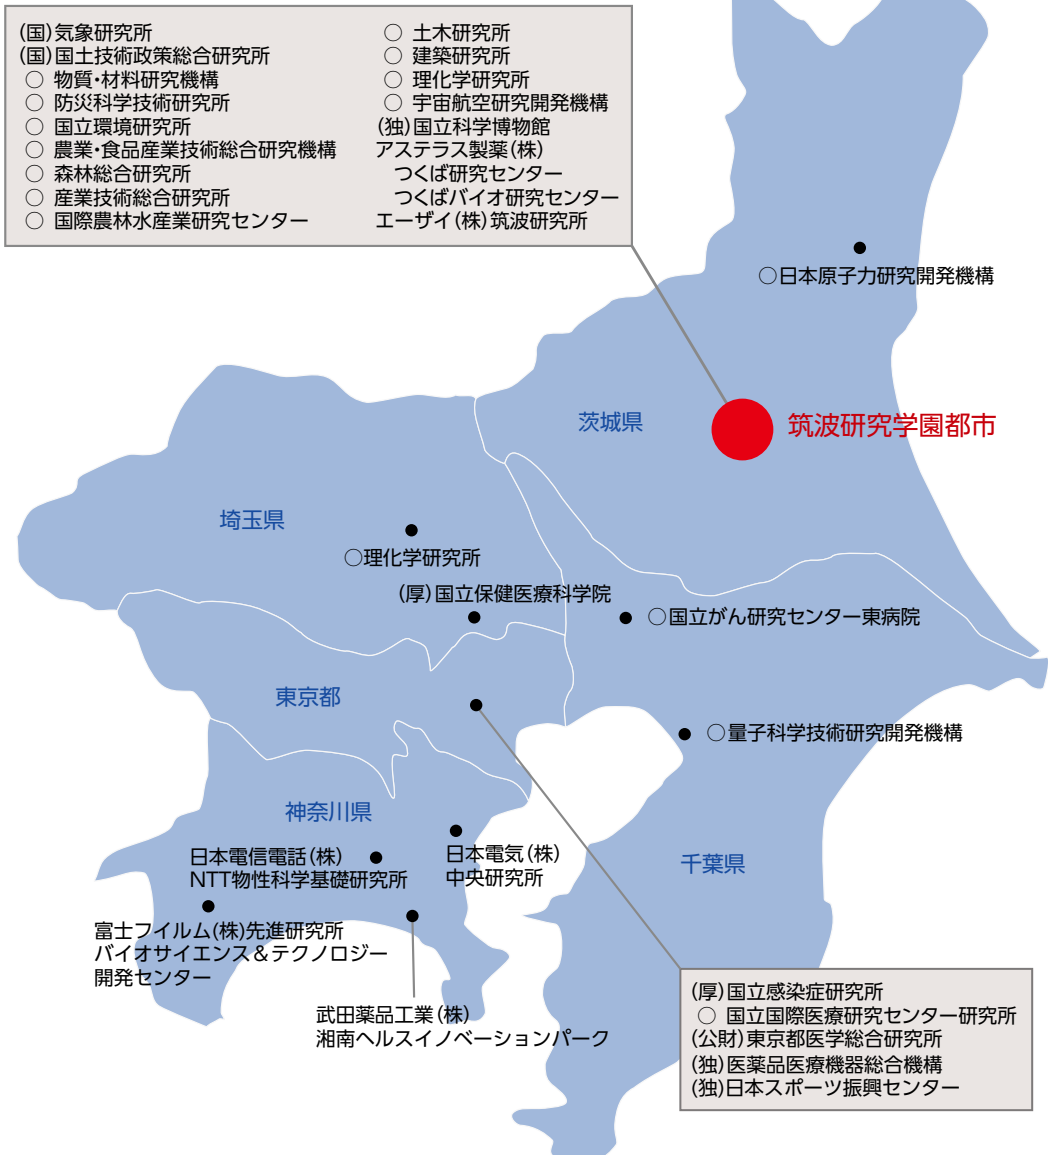 (国)気象研究所
(国)国土技術政策総合研究所
○ 物質・材料研究機構
○ 防災科学技術研究所
○ 国立環境研究所
○ 農業・食品産業技術総合研究機構
○ 森林総合研究所
○ 産業技術総合研究所
○ 国際農林水産業研究センター
○ 土木研究所
○ 建築研究所
○ 理化学研究所
○ 宇宙航空研究開発機構
(独)国立科学博物館
アステラス製薬(株)
つくば研究センター
つくばバイオ研究センター
エーザイ(株)筑波研究所
○日本原子力研究開発機構
茨城県
筑波研究学園都市
埼玉県
○理化学研究所
(厚)国立保健医療科学院
○国立がん研究センター東病院
東京都
○量子科学技術研究開発機構
神奈川県
日本電信電話(株)
NTT物性科学基礎研究所
日本電気(株)
中央研究所
千葉県
富士フイルム(株)先進研究所
バイオサイエンス＆テクノロジー
開発センター
武田薬品工業(株)
湘南ヘルスイノベーションパーク
(厚)国立感染症研究所
○ 国立国際医療研究センター研究所
(公財)東京都医学総合研究所
(独)医薬品医療機器総合機構
(独)日本スポーツ振興センター